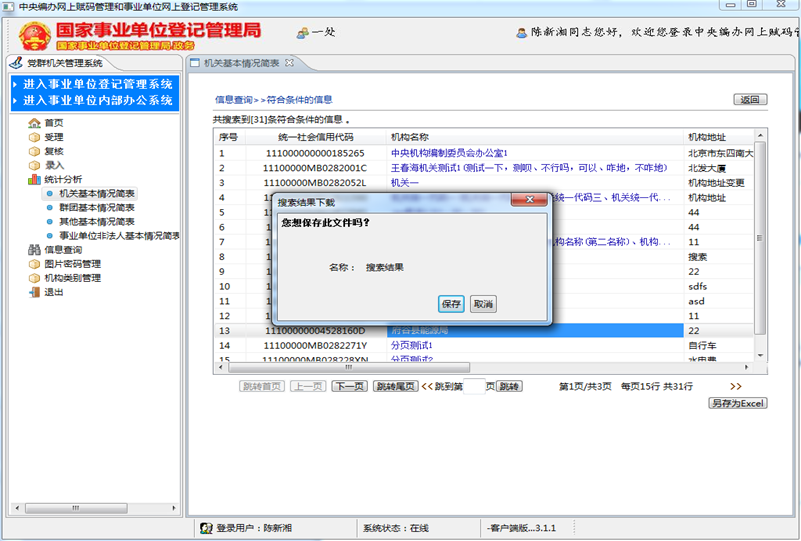 中央编办网上赋码管理和事业单位网上登记管理系统
国家事业单位登记管理局
国家事业单位登记管理局.政务
一处
陈新湘同志您好，欢迎您登录中央编办网上赋码
党群机关管理系统
机关基本情况简表
进入事业单位登记管理系统
进入事业单位内部办公系统
首页
受理
复核
录入
统计分析
机关基本情况简表
群团基本情况简表
其他基本情况简表
事业单位非法人基本情况简表
信息查询
图片密码管理
机构类别管理
退出
信息查询>>符合条件的信息
返回
共搜索到[31]条符合条件的信息 。
序号 统一社会信用代码 机构名称 机构地址
1 111000000000185265 中央机构编制委员会办公室1 北京市东四南大
2 11100000MB0282001C 王春海机关测试1(测试一下，测呗、不行吗，可以、咋地，不咋地) 北发大厦
3 11100000MB0282052L 机关一 机构地址变更
4 统一代码三、机关统一代... 机构地址
5 44
6 44
7 机构名称(第二名称)、机构... 11
8 搜索
9 22
10 sdfs
11 asd
12 11
13 11100000004528160D 府谷县能源局 22
14 11100000MB0282271Y 分页测试1 自行车
15 11100000MB028228XN 分页测试2 水电费
搜索结果下载
您想保存此文件吗?
名称： 搜索结果
保存 取消
跳转首页 上一页 下一页 跳转尾页 <<跳到第 页 跳转 第1页/共3页 每页15行 共31行 >>
另存为Excel
登录用户：陈新湘 系统状态：在线 -客户端版...3.1.1